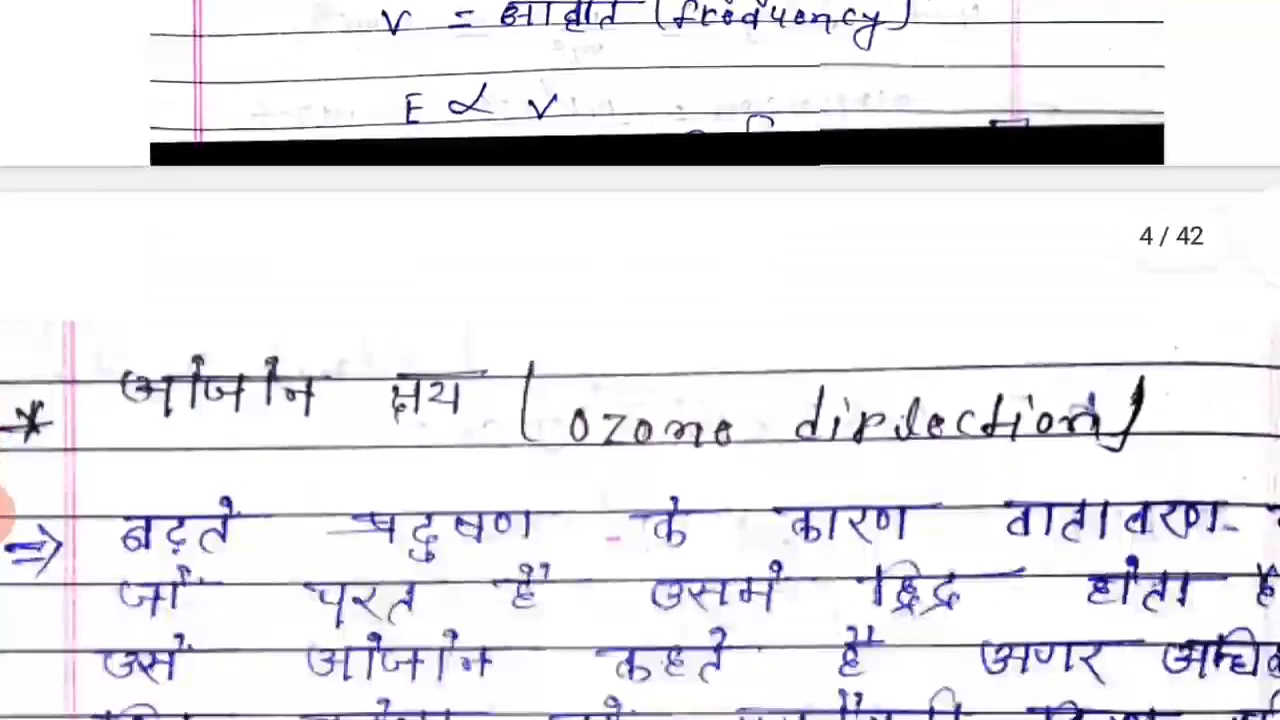 v = आवृति (frequency)
E ∝ v
4 / 42
* ओजोन क्षय (ozone diplection)
⇒ बढ़ते प्रदुषण के कारण वातावरण
जो परत है उसमें छिद्र होता है
उसे ओजोन कहते है अगर अधिक